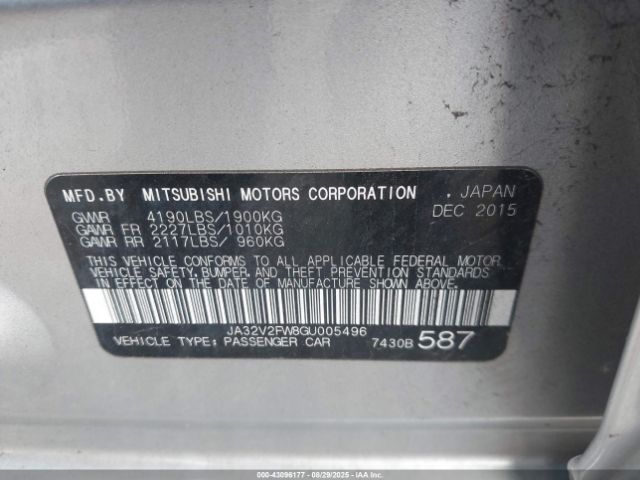 MFD.BY MITSUBISHI MOTORS CORPORATION . JAPAN
GVWR 4190LBS/1900KG DEC 2015
GAWR FR 2227LBS/1010KG
GAWR RR 2117LBS/ 960KG
THIS VEHICLE CONFORMS TO ALL APPLICABLE FEDERAL MOTOR
VEHICLE SAFETY, BUMPER, AND THEFT PREVENTION STANDARDS
IN EFFECT ON THE DATE OF MANUFACTURE SHOWN ABOVE.
JA32V2FW8GU005496
VEHICLE TYPE: PASSENGER CAR 7430B 587
000-43096177 - 08/29/2025 - IAAI.COM